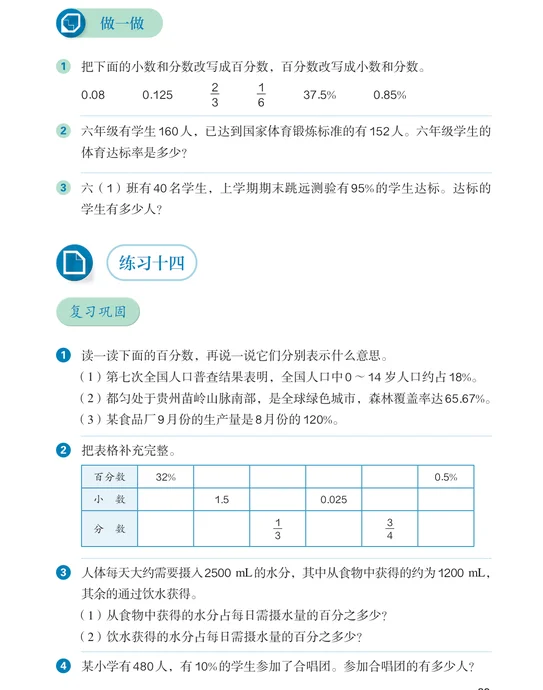 做一做
1 把下面的小数和分数改写成百分数，百分数改写成小数和分数。
0.08 0.125 2/3 1/6 37.5% 0.85%
2 六年级有学生160人，已达到国家体育锻炼标准的有152人。六年级学生的
体育达标率是多少？
3 六（1）班有40名学生，上学期期末跳远测验有95%的学生达标。达标的
学生有多少人？
练习十四
复习巩固
1 读一读下面的百分数，再说一说它们分别表示什么意思。
（1）第七次全国人口普查结果表明，全国人口中0～14岁人口约占18%。
（2）都匀处于贵州苗岭山脉南部，是全球绿色城市，森林覆盖率达65.67%。
（3）某食品厂9月份的生产量是8月份的120%。
2 把表格补充完整。
百分数 32% 0.5%
小数 1.5 0.025
分数 1/3 3/4
3 人体每天大约需要摄入2500 mL的水分，其中从食物中获得的约为1200 mL，
其余的通过饮水获得。
（1）从食物中获得的水分占每日需摄水量的百分之多少？
（2）饮水获得的水分占每日需摄水量的百分之多少？
4 某小学有480人，有10%的学生参加了合唱团。参加合唱团的有多少人？